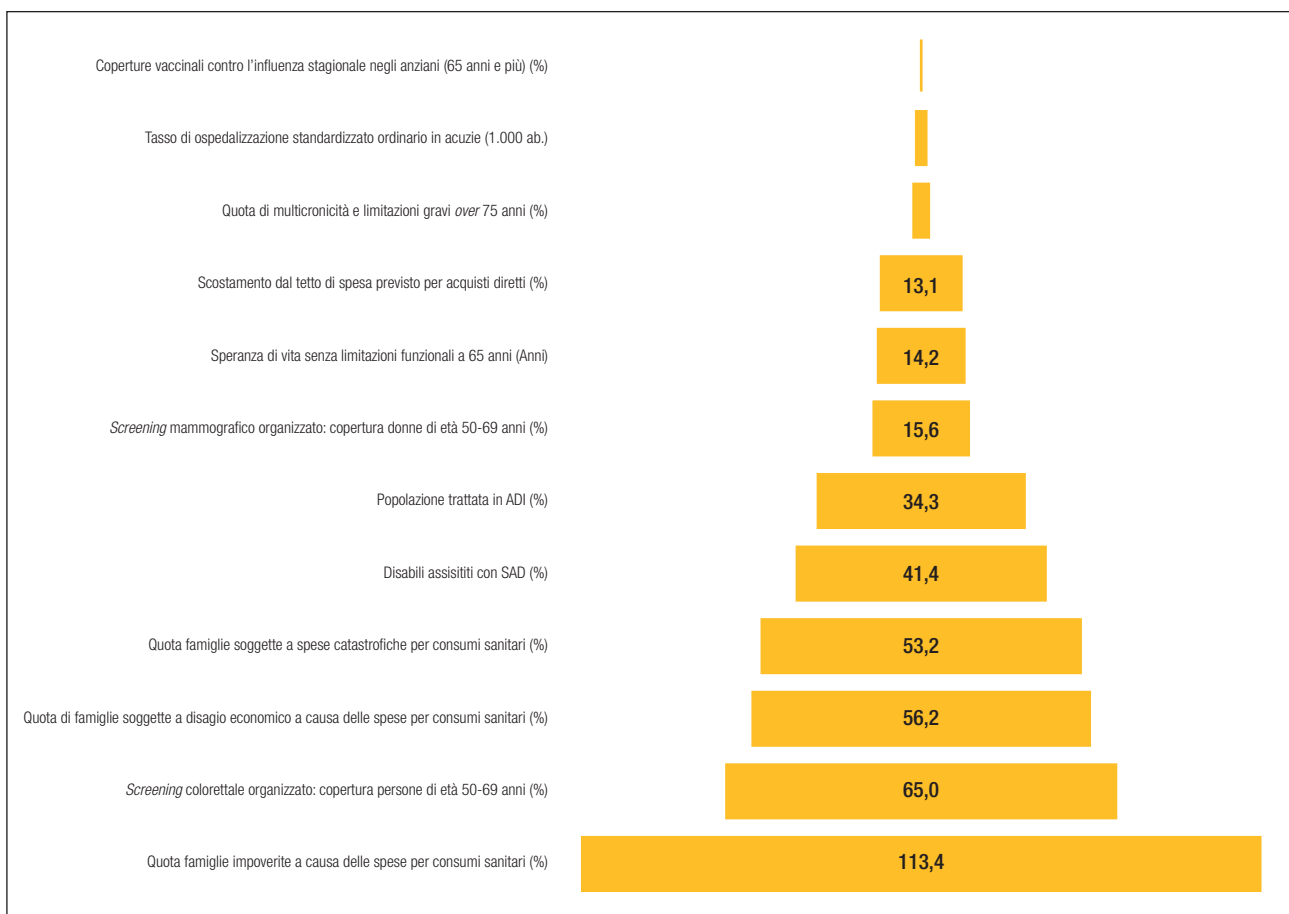 Coperture vaccinali contro l’influenza stagionale negli anziani (65 anni e più) (%)
Tasso di ospedalizzazione standardizzato ordinario in acuzie (1.000 ab.)
Quota di multicronicità e limitazioni gravi over 75 anni (%)
Scostamento dal tetto di spesa previsto per acquisti diretti (%)
13,1
Speranza di vita senza limitazioni funzionali a 65 anni (Anni)
14,2
Screening mammografico organizzato: copertura donne di età 50-69 anni (%)
15,6
Popolazione trattata in ADI (%)
34,3
Disabili assisititi con SAD (%)
41,4
Quota famiglie soggette a spese catastrofiche per consumi sanitari (%)
53,2
Quota di famiglie soggette a disagio economico a causa delle spese per consumi sanitari (%)
56,2
Screening colorettale organizzato: copertura persone di età 50-69 anni (%)
65,0
Quota famiglie impoverite a causa delle spese per consumi sanitari (%)
113,4